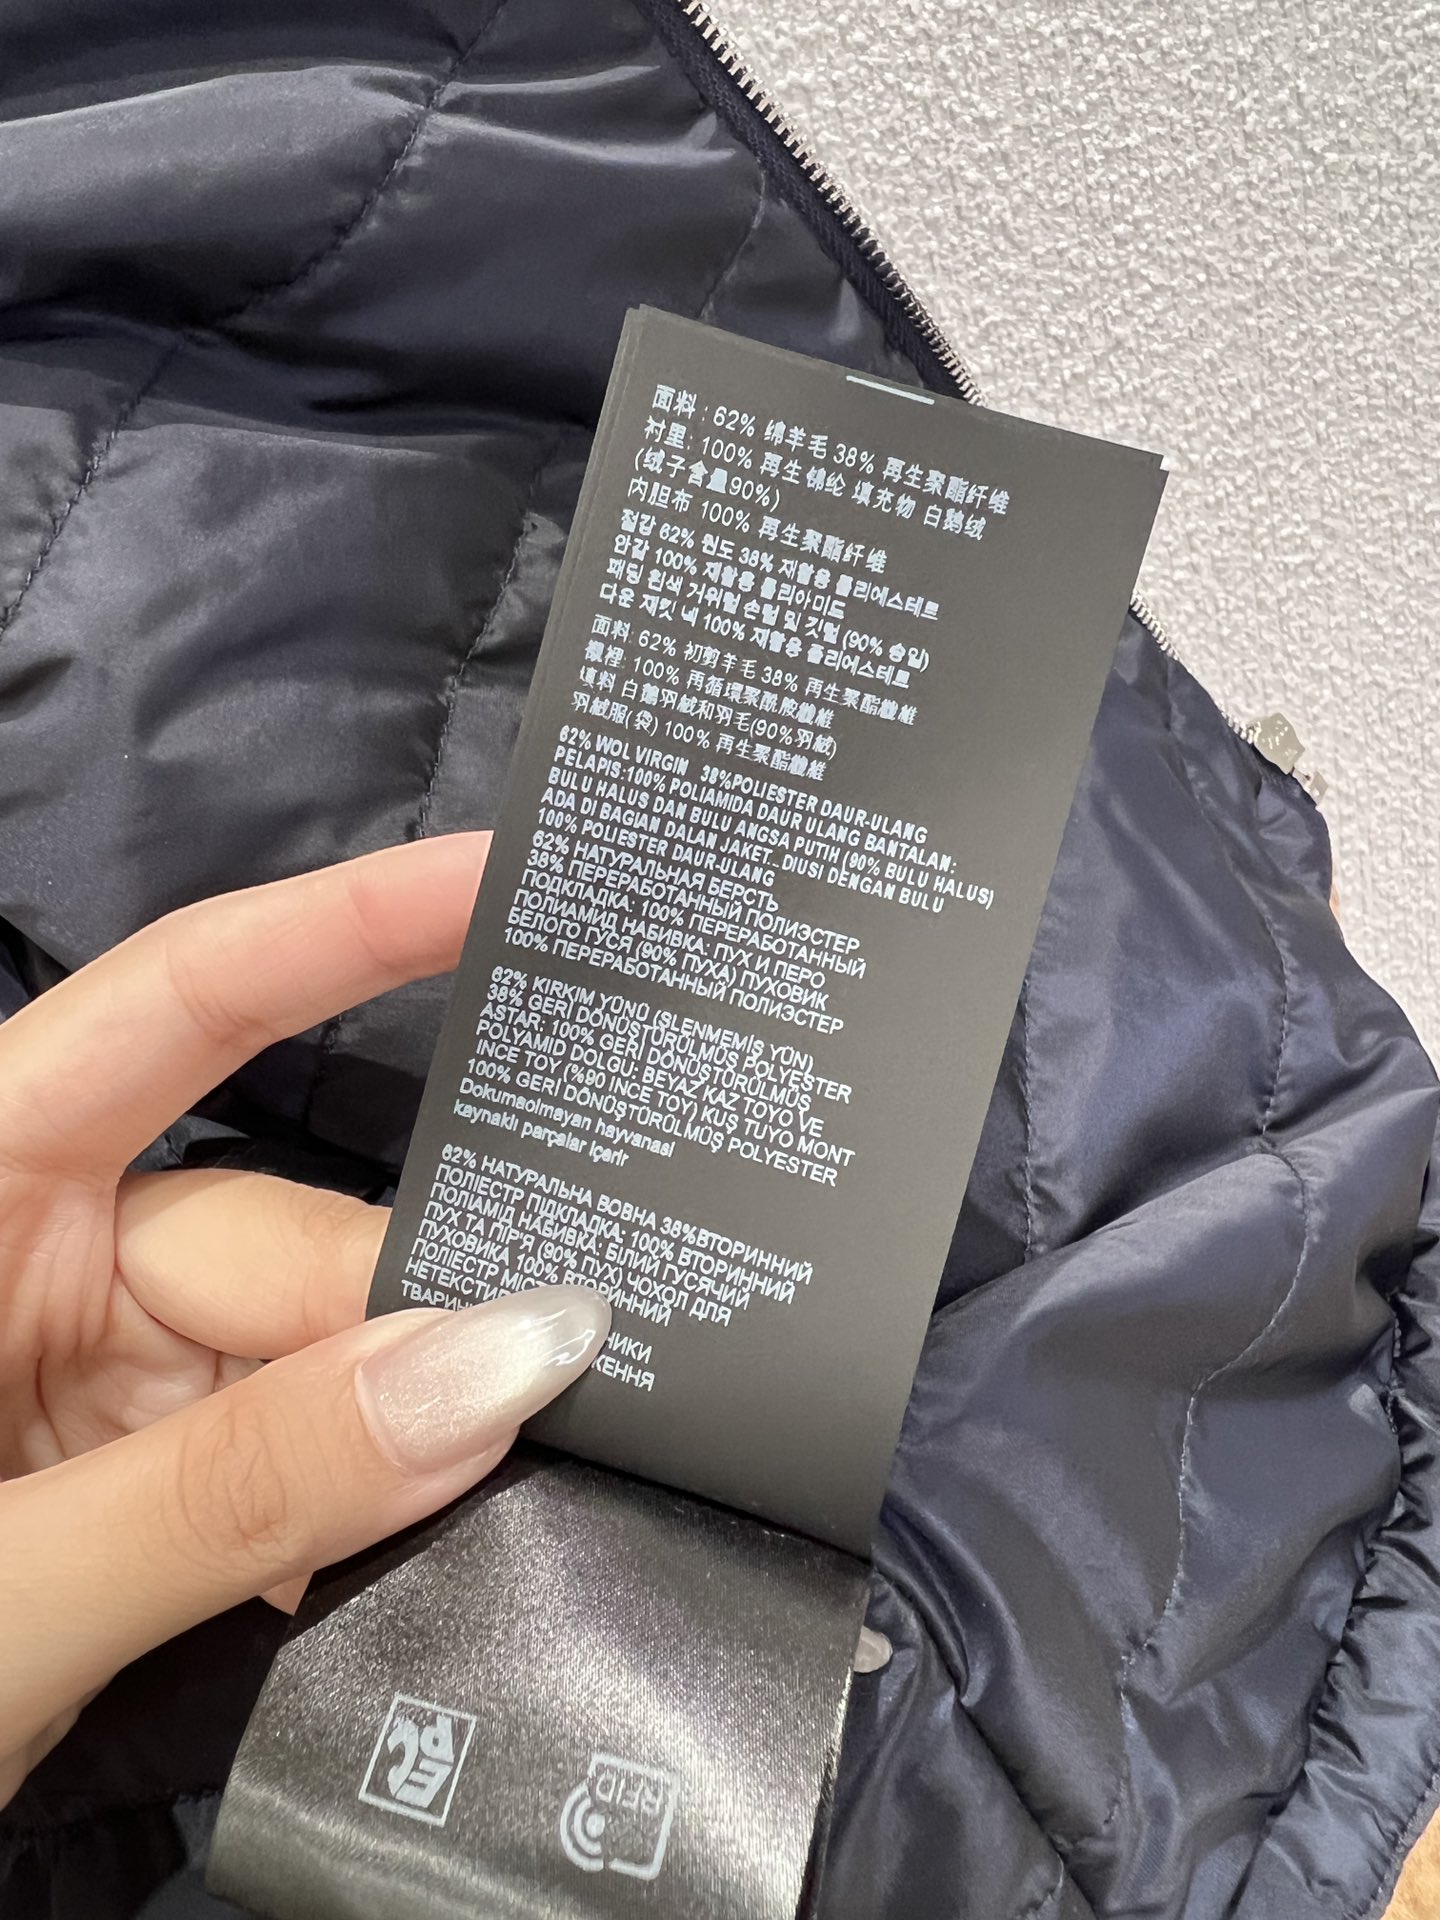 面料: 62% 绵羊毛 38% 再生聚酯纤维
衬里: 100% 再生锦纶 填充物 白鹅绒
(绒子含量90%)
内胆布 100% 再生聚酯纤维
겉감 62% 원도 38% 재활용 폴리에스테르
안감 100% 재활용 폴리아미드
패딩 흰색 거위털 솜털 및 깃털 (90% 솜털)
다운 재킷 백 100% 재활용 폴리에스테르
面料: 62% 初剪羊毛 38% 再生聚酯纖維
襯裡: 100% 再循環聚酰胺纖維
填料 白鵝羽絨和羽毛(90%羽絨)
羽絨服(袋) 100% 再生聚酯纖維
62% WOL VIRGIN 38%POLIESTER DAUR-ULANG
PELAPIS:100% POLIAMIDA DAUR ULANG BANTALAN:
BULU HALUS DAN BULU ANGSA PUTIH (90% BULU HALUS)
ADA DI BAGIAN DALAN JAKET.. DIUSI DENGAN BULU
100% POLIESTER DAUR-ULANG
62% НАТУРАЛЬНАЯ БЕРСТЬ
38% ПЕРЕРАБОТАННЫЙ ПОЛИЭСТЕР
ПОДКЛАДКА: 100% ПЕРЕРАБОТАННЫЙ
ПОЛИАМИД НАБИВКА: ПУХ И ПЕРО
БЕЛОГО ГУСЯ (90% ПУХА) ПУХОВИК
100% ПЕРЕРАБОТАННЫЙ ПОЛИЭСТЕР
62% KIRKIM YÜNÜ (ŞLENMEMİŞ YÜN)
38% GERİ DÖNÜŞTÜRÜLMÜŞ POLYESTER
ASTAR: 100% GERİ DÖNÜŞTÜRÜLMÜŞ
POLYAMİD DOLGU: BEYAZ KAZ TOYO VE
INCE TOY (%90 INCE TOY) KUŞ TUYO MONT
100% GERİ DÖNÜŞTÜRÜLMÜŞ POLYESTER
Dokumaolmayan hayvanasl
kaynaklı parçalar içerir
62% НАТУРАЛЬНА ВОВНА 38%ВТОРИННИЙ
ПОЛІЕСТР ПІДКЛАДКА: 100% ВТОРИННИЙ
ПОЛІАМІД НАБИВКА: БІЛИЙ ГУСЯЧИЙ
ПУХ ТА ПІР'Я (90% ПУХ) ЧОХОЛ ДЛЯ
ПУХОВИКА 100% ВТОРИННИЙ
ПОЛІЕСТР
EC
RFID